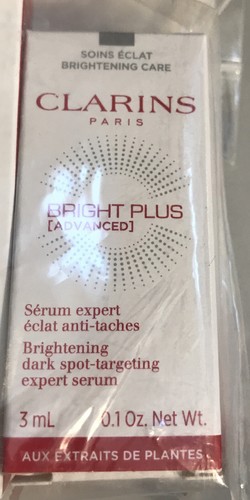 SOINS ÉCLAT
BRIGHTENING CARE
CLARINS
PARIS
BRIGHT PLUS
[ADVANCED]
Sérum expert
éclat anti-taches
Brightening
dark spot-targeting
expert serum
3 mL 0.1 Oz. Net Wt.
AUX EXTRAITS DE PLANTES